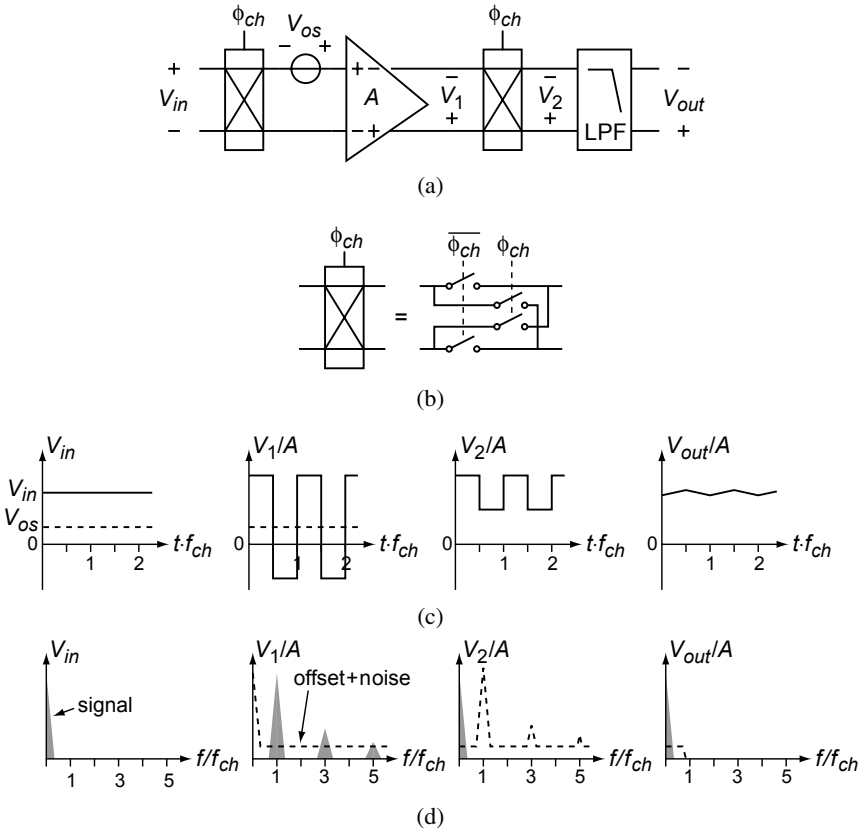 ϕch ϕch
Vos
− +
+ + − − − −
Vin A V1 V2 Vout
− − + + + LPF +
(a)
ϕch ϕch ϕch
=
(b)
Vin V1/A V2/A Vout/A
Vin
Vos
0 1 2 t·fch 0 1 2 t·fch 0 1 2 t·fch 0 1 2 t·fch
(c)
Vin V1/A V2/A Vout/A
signal offset+noise
1 3 5 f/fch 1 3 5 f/fch 1 3 5 f/fch 1 3 5 f/fch
(d)